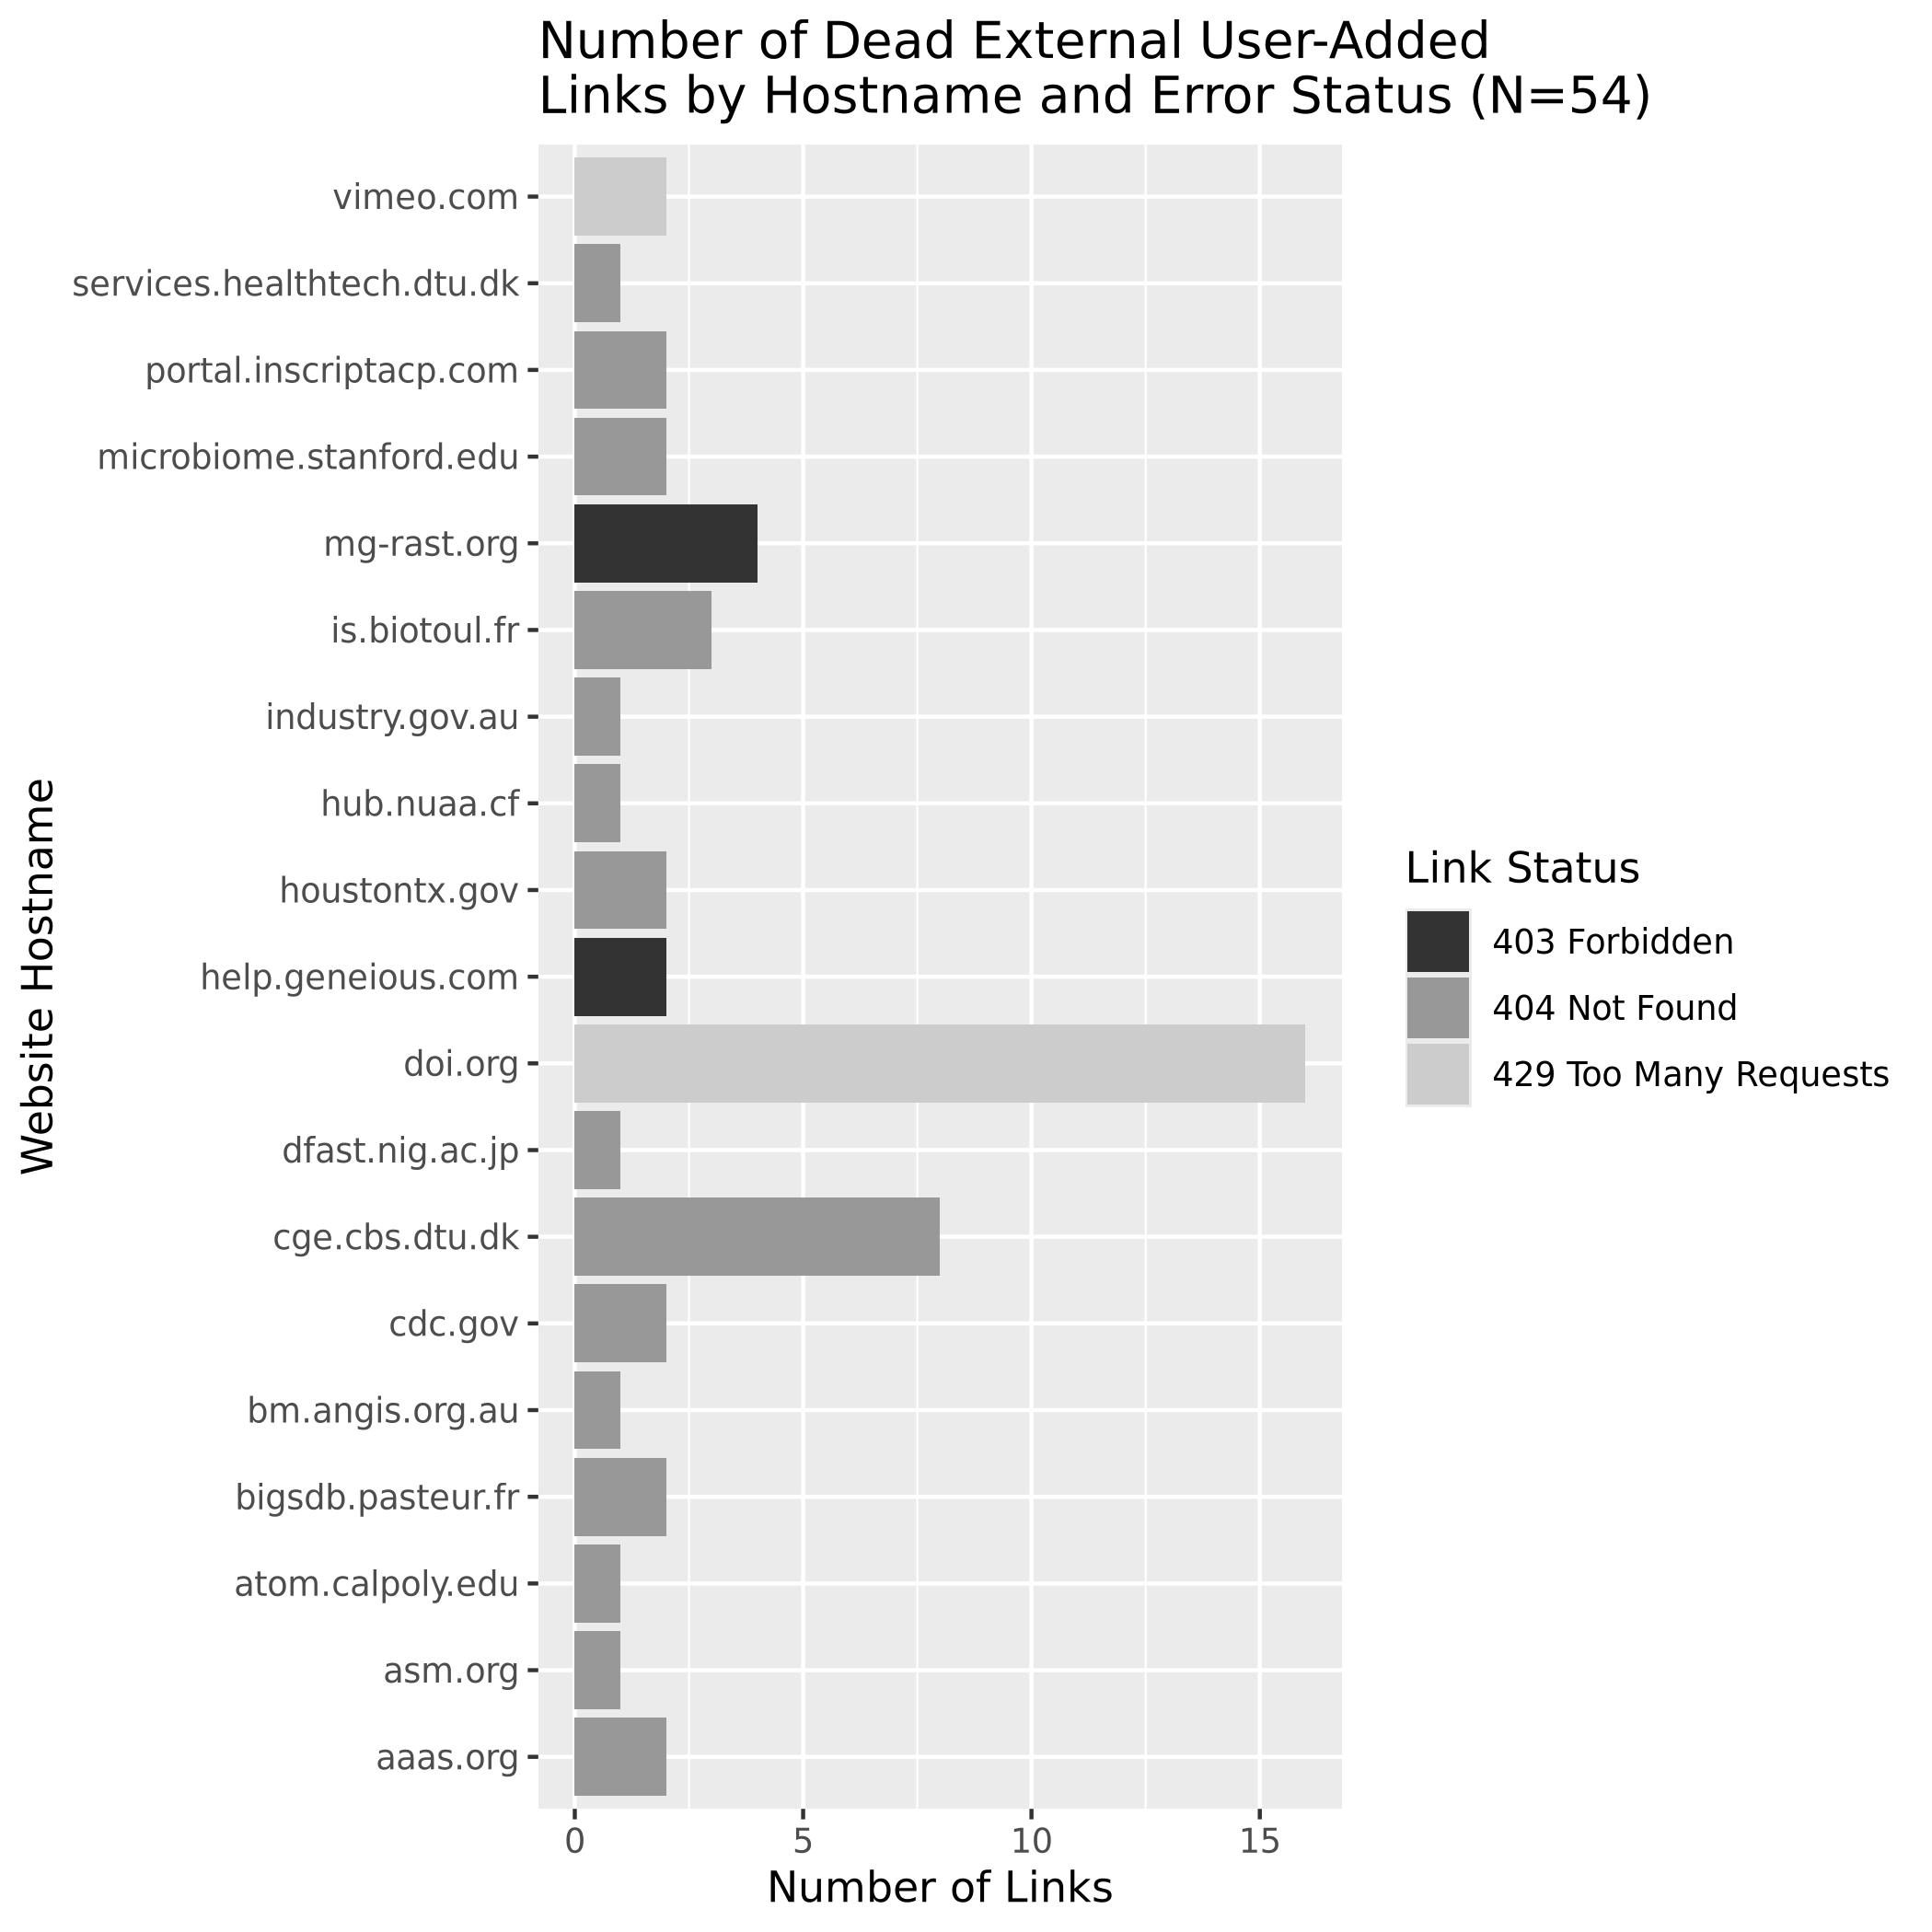 Number of Dead External User-Added
Links by Hostname and Error Status (N=54)
Website Hostname
vimeo.com
services.healthtech.dtu.dk
portal.inscriptacp.com
microbiome.stanford.edu
mg-rast.org
is.biotoul.fr
industry.gov.au
hub.nuaa.cf
houstontx.gov
help.geneious.com
doi.org
dfast.nig.ac.jp
cge.cbs.dtu.dk
cdc.gov
bm.angis.org.au
bigsdb.pasteur.fr
atom.calpoly.edu
asm.org
aaas.org
0 5 10 15
Number of Links
Link Status
403 Forbidden
404 Not Found
429 Too Many Requests